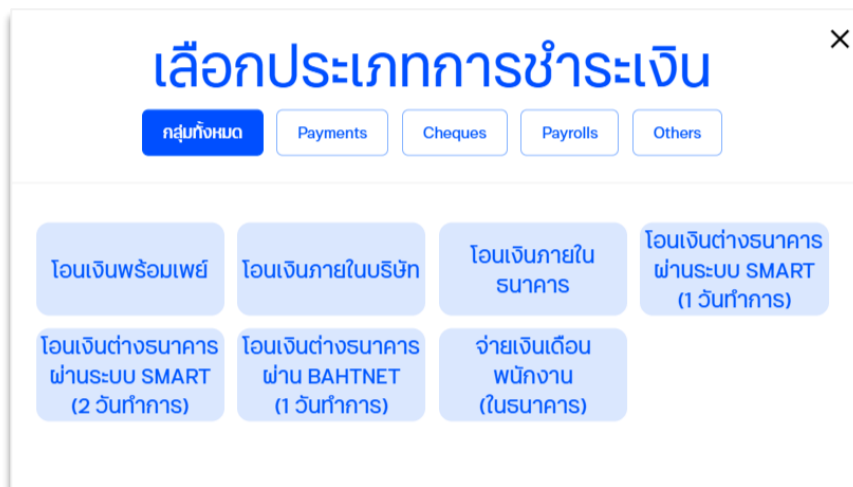 เลือกประเภทการชำระเงิน
กลุ่มทั้งหมด
Payments
Cheques
Payrolls
Others
โอนเงินพร้อมเพย์
โอนเงินภายในบริษัท
โอนเงินภายใน
ธนาคาร
โอนเงินต่างธนาคาร
ผ่านระบบ SMART
(1 วันทำการ)
โอนเงินต่างธนาคาร
ผ่านระบบ SMART
(2 วันทำการ)
โอนเงินต่างธนาคาร
ผ่าน BAHTNET
(1 วันทำการ)
จ่ายเงินเดือน
พนักงาน
(ในธนาคาร)